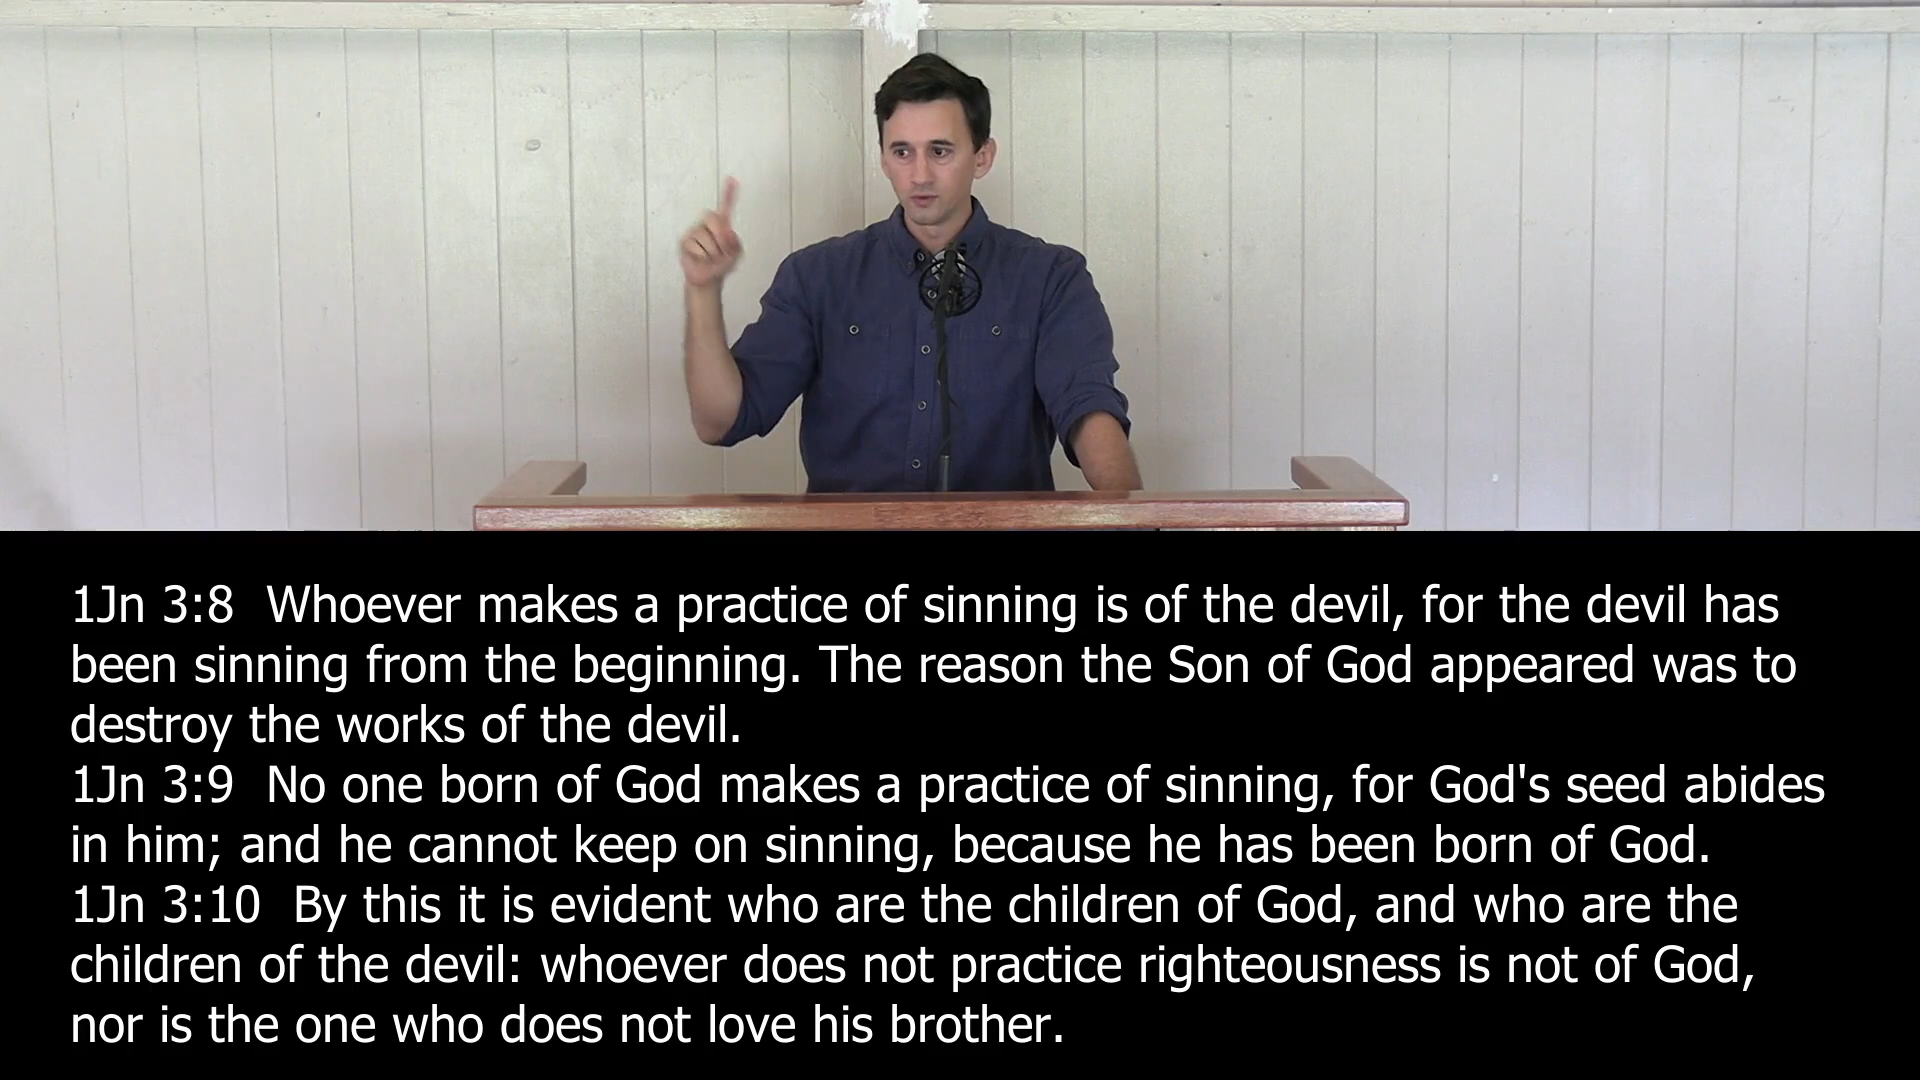 1Jn 3:8  Whoever makes a practice of sinning is of the devil, for the devil has
been sinning from the beginning. The reason the Son of God appeared was to
destroy the works of the devil.
1Jn 3:9  No one born of God makes a practice of sinning, for God's seed abides
in him; and he cannot keep on sinning, because he has been born of God.
1Jn 3:10  By this it is evident who are the children of God, and who are the
children of the devil: whoever does not practice righteousness is not of God,
nor is the one who does not love his brother.